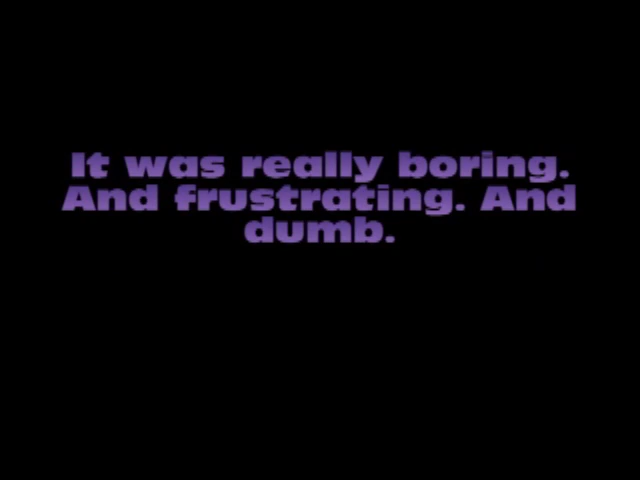 It was really boring.
And frustrating. And
dumb.